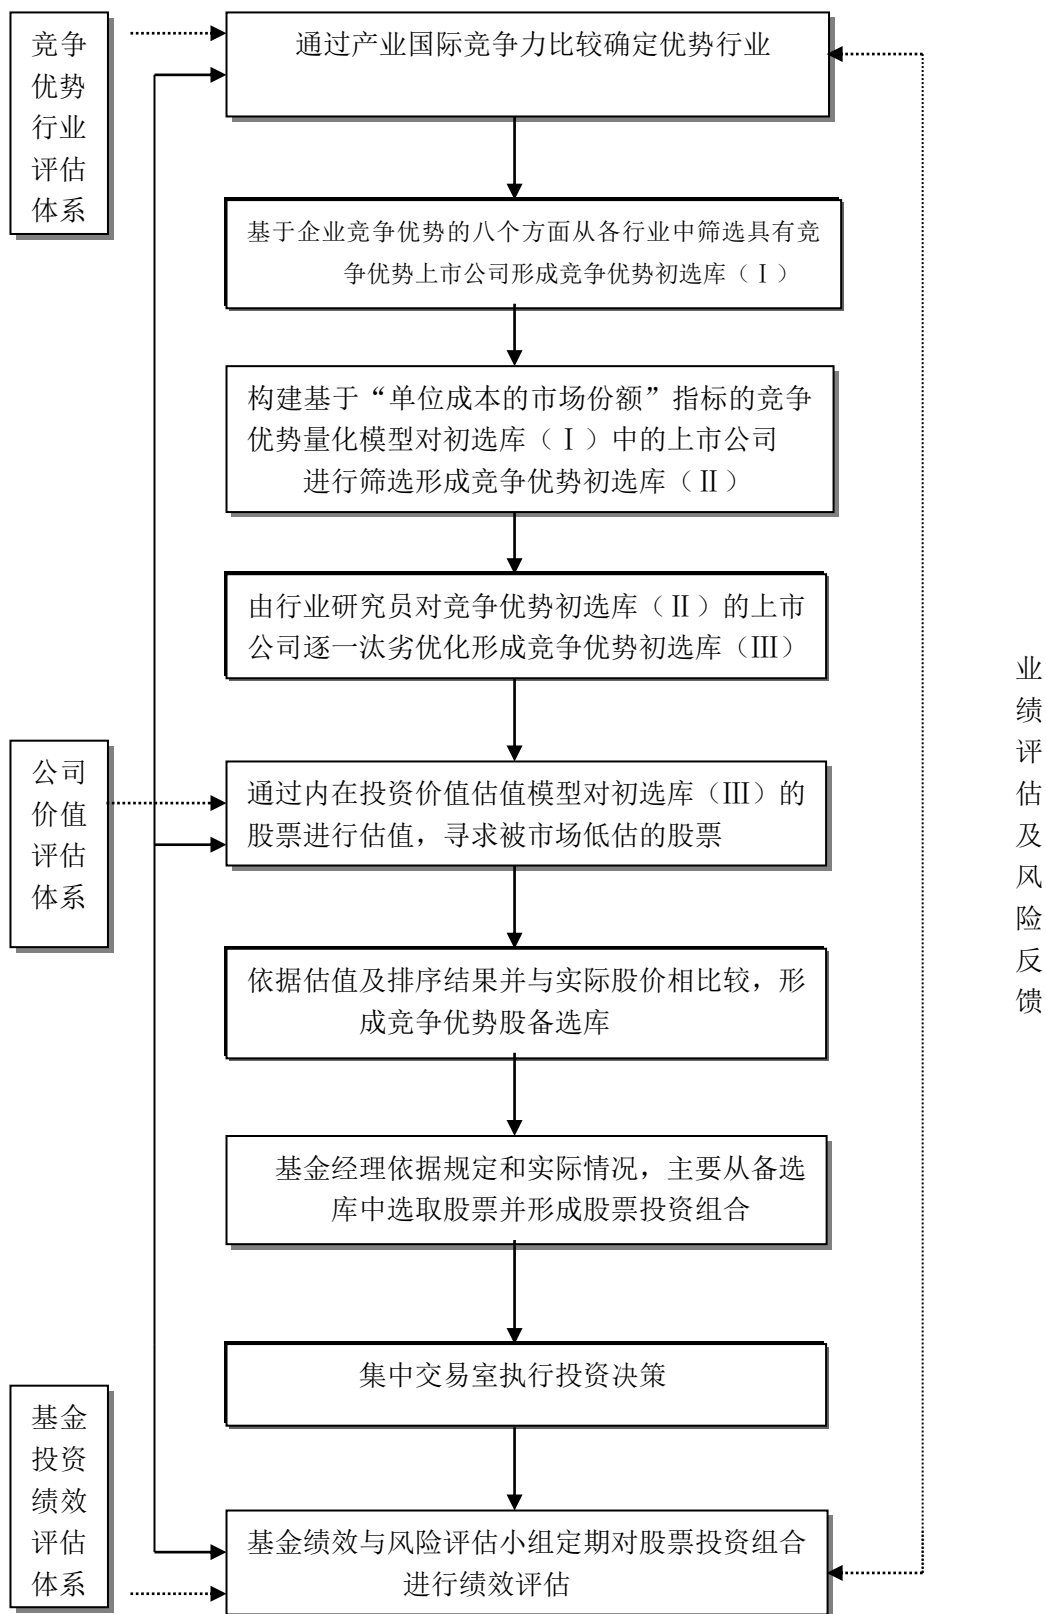 竞争
优势
行业
评估
体系
通过产业国际竞争力比较确定优势行业
基于企业竞争优势的八个方面从各行业中筛选具有竞
争优势上市公司形成竞争优势初选库（Ⅰ）
构建基于“单位成本的市场份额”指标的竞争
优势量化模型对初选库（Ⅰ）中的上市公司
进行筛选形成竞争优势初选库（Ⅱ）
由行业研究员对竞争优势初选库（Ⅱ）的上市
公司逐一汰劣优化形成竞争优势初选库（Ⅲ）
公司
价值
评估
体系
通过内在投资价值估值模型对初选库（Ⅲ）的
股票进行估值，寻求被市场低估的股票
依据估值及排序结果并与实际股价相比较，形
成竞争优势股备选库
基金经理依据规定和实际情况，主要从备选
库中选取股票并形成股票投资组合
集中交易室执行投资决策
基金
投资
绩效
评估
体系
基金绩效与风险评估小组定期对股票投资组合
进行绩效评估
业
绩
评
估
及
风
险
反
馈